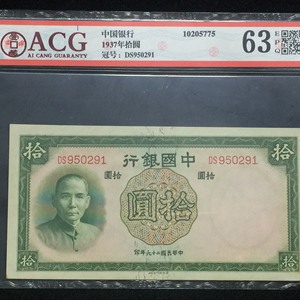 ACG
AI CANG GUARANTY
中国银行
1937年拾圆
冠号：DS950291
10205775
63 EPQ
拾 DS950291 行銀國中 DS950291 拾
圓拾 圓拾
圓拾
印年六十二國民華中
拾 拾